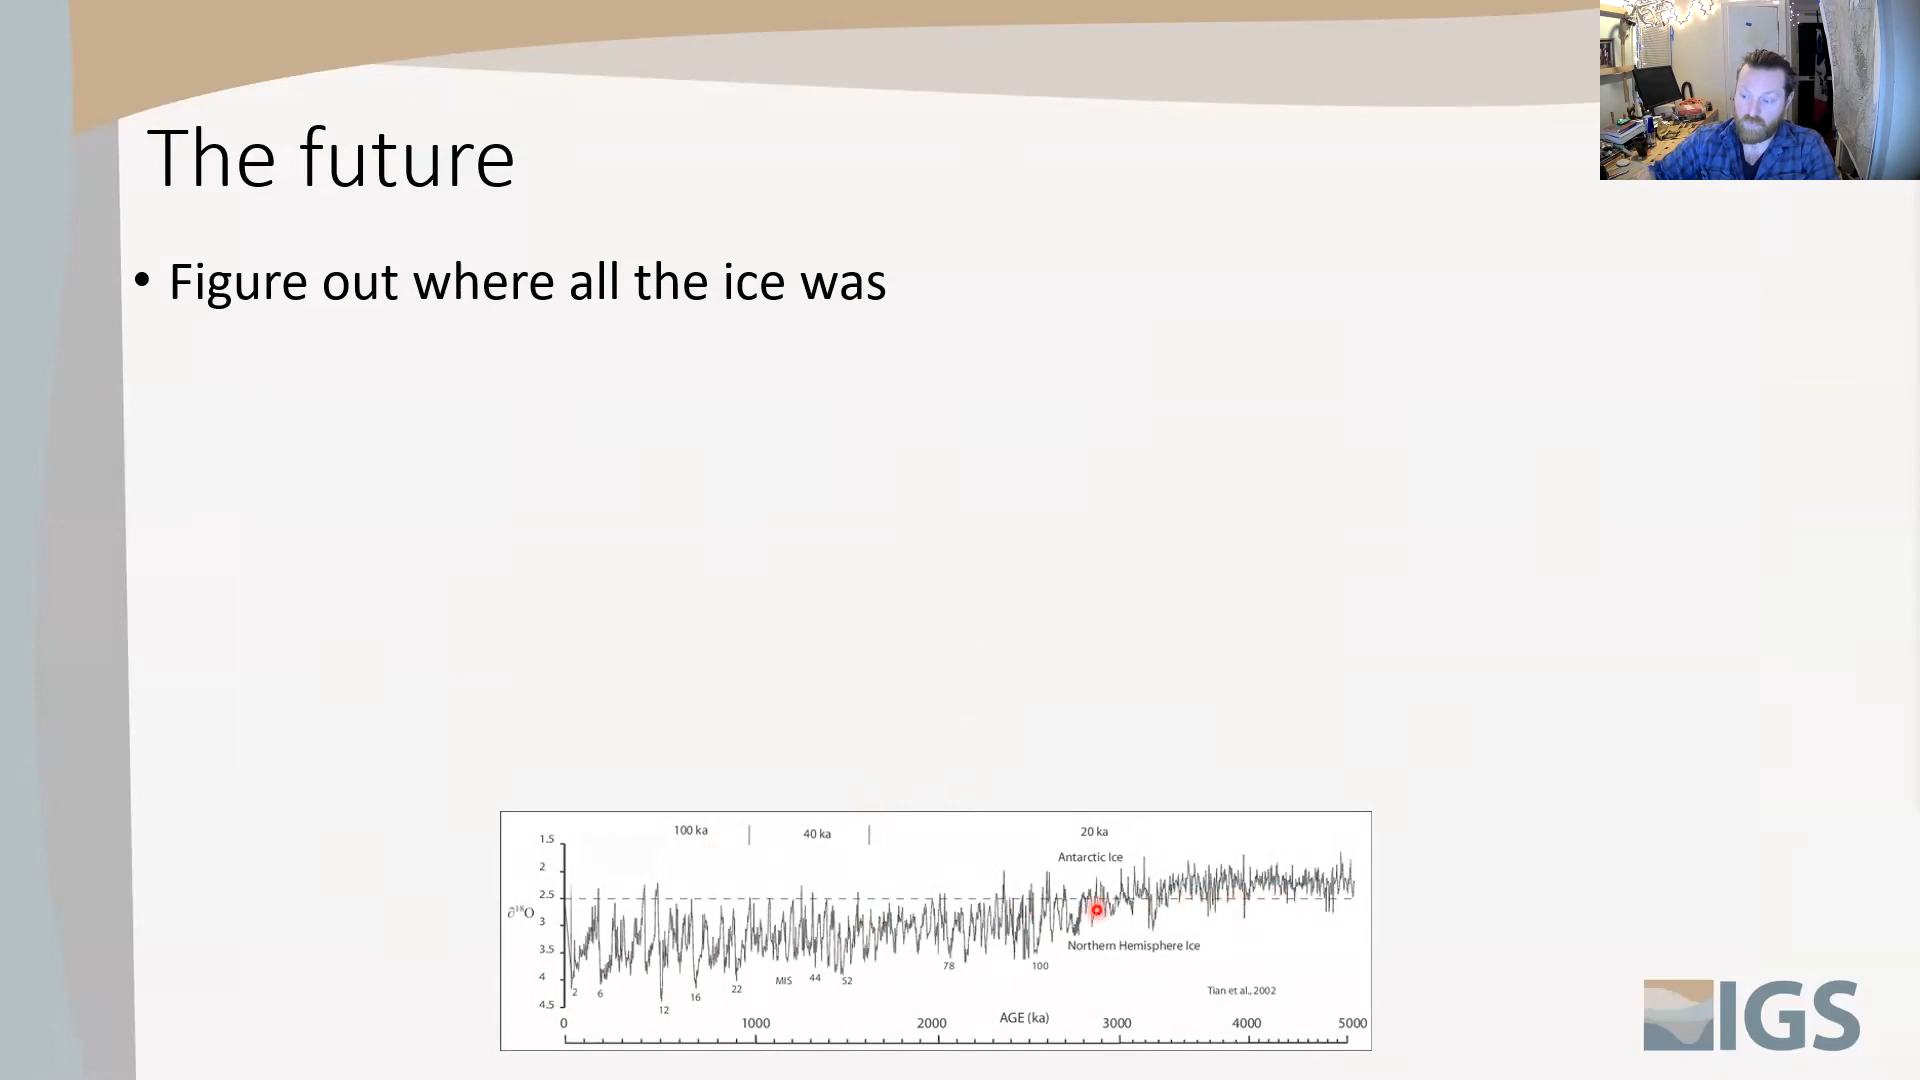 The future
• Figure out where all the ice was
100 ka | 40 ka | 20 ka
Antarctic Ice
1.5
2
2.5
∂¹⁸O
3
3.5
4
4.5
Northern Hemisphere Ice
2
6
12
16
22
MIS
44
52
78
100
Tian et al., 2002
AGE (ka)
0 1000 2000 3000 4000 5000
IGS